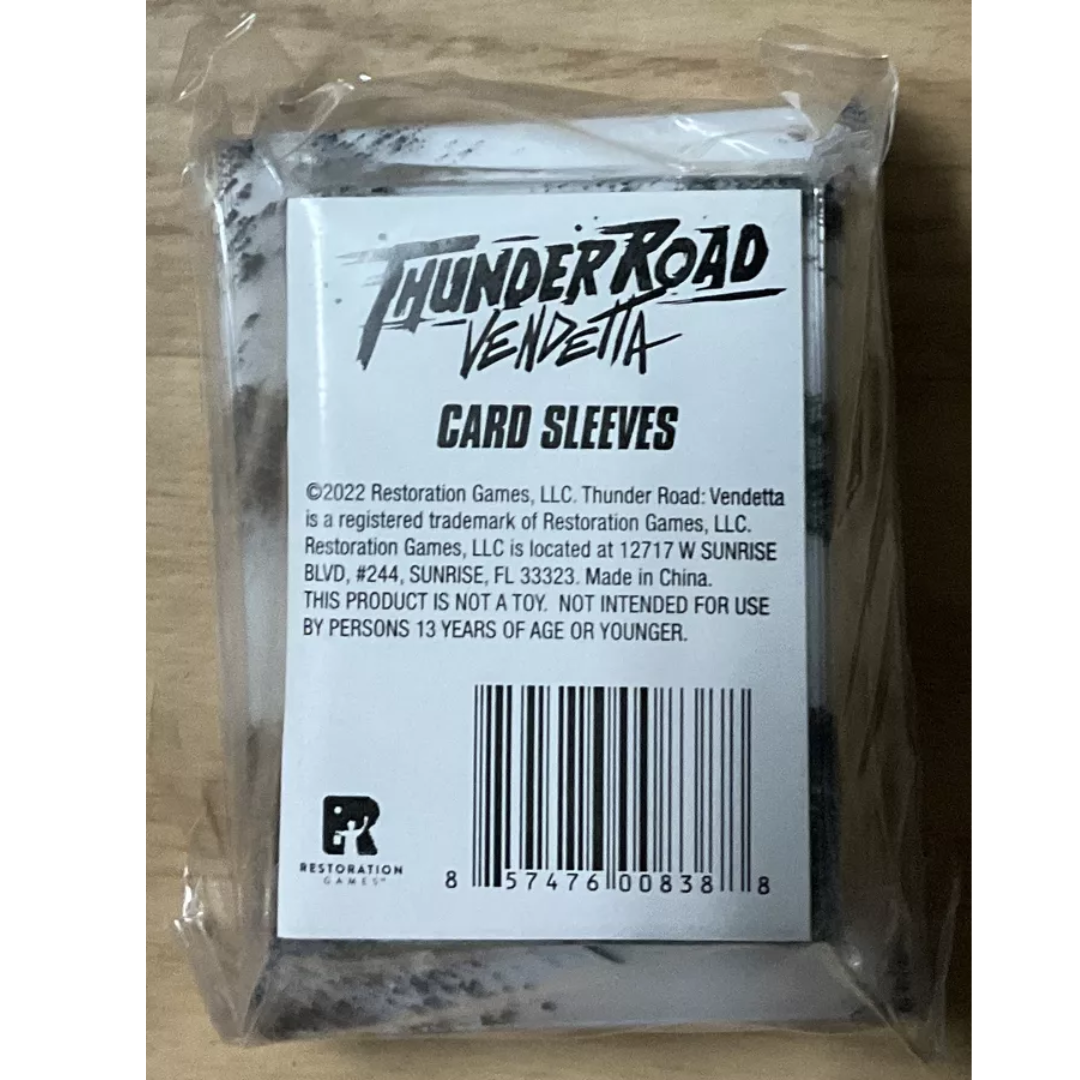 THUNDER ROAD
VENDETTA
CARD SLEEVES
©2022 Restoration Games, LLC. Thunder Road: Vendetta
is a registered trademark of Restoration Games, LLC.
Restoration Games, LLC is located at 12717 W SUNRISE
BLVD, #244, SUNRISE, FL 33323. Made in China.
THIS PRODUCT IS NOT A TOY. NOT INTENDED FOR USE
BY PERSONS 13 YEARS OF AGE OR YOUNGER.
R
RESTORATION
GAMES™
8 57476 00838 8